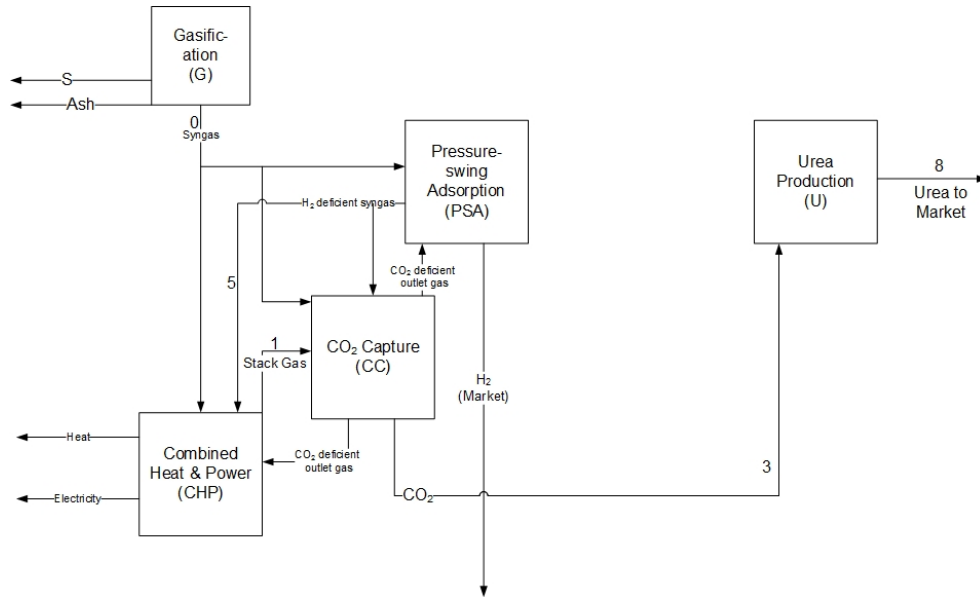 Gasific-
ation
(G)
S
Ash
0
Syngas
Pressure-
swing
Adsorption
(PSA)
Urea
Production
(U)
8
Urea to
Market
H₂ deficient syngas
CO₂ deficient
outlet gas
5
1
Stack Gas
CO₂ Capture
(CC)
H₂
(Market)
Heat
Combined
Heat & Power
(CHP)
Electricity
CO₂ deficient
outlet gas
CO₂
3